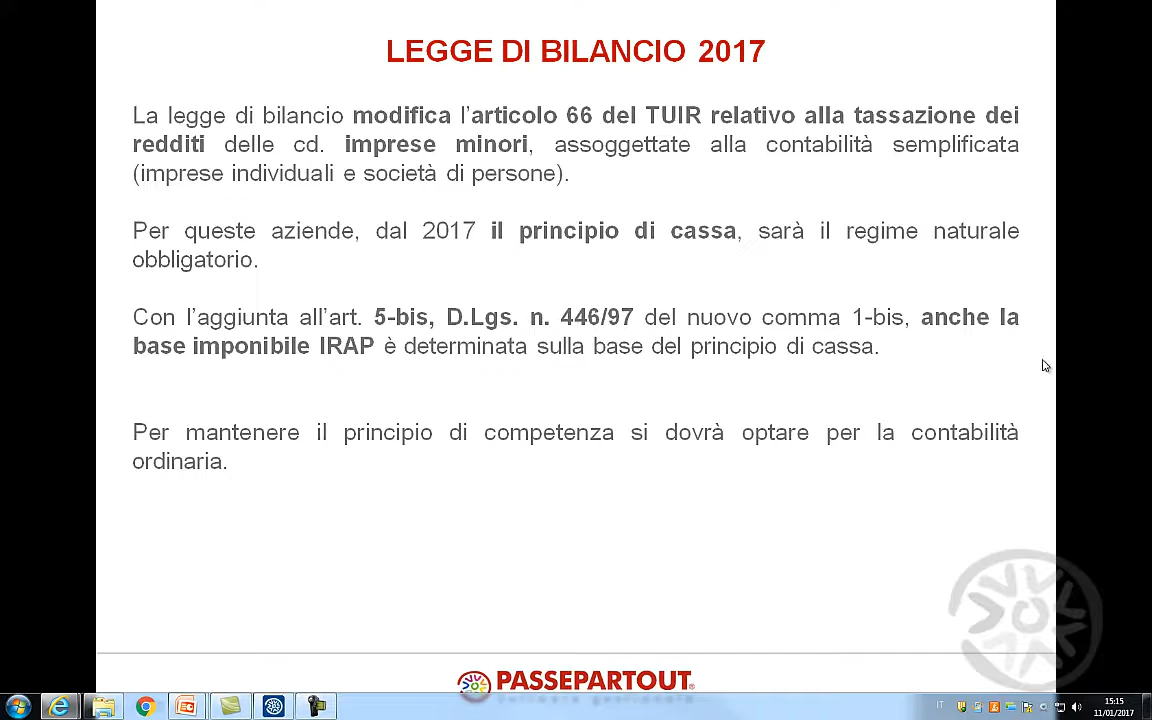 LEGGE DI BILANCIO 2017
La legge di bilancio modifica l'articolo 66 del TUIR relativo alla tassazione dei
redditi delle cd. imprese minori, assoggettate alla contabilità semplificata
(imprese individuali e società di persone).
Per queste aziende, dal 2017 il principio di cassa, sarà il regime naturale
obbligatorio.
Con l'aggiunta all'art. 5-bis, D.Lgs. n. 446/97 del nuovo comma 1-bis, anche la
base imponibile IRAP è determinata sulla base del principio di cassa.
Per mantenere il principio di competenza si dovrà optare per la contabilità
ordinaria.
PASSEPARTOUT
IT
15:15
11/01/2017